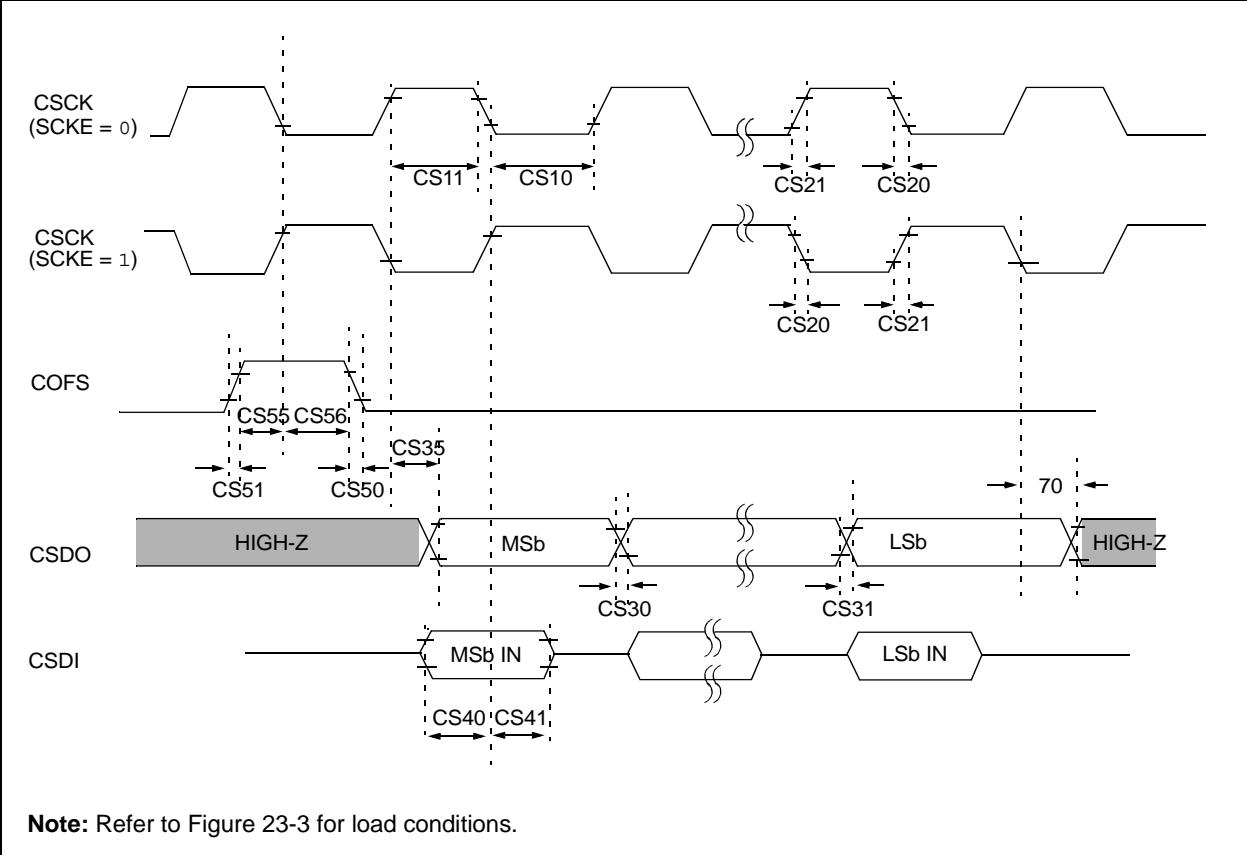 CSCK
(SCKE = 0)
CS11
CS10
CS21
CS20
CSCK
(SCKE = 1)
CS20
CS21
COFS
CS55
CS56
CS35
CS51
CS50
70
CSDO
HIGH-Z
MSb
LSb
HIGH-Z
CS30
CS31
CSDI
MSb IN
LSb IN
CS40
CS41
Note: Refer to Figure 23-3 for load conditions.